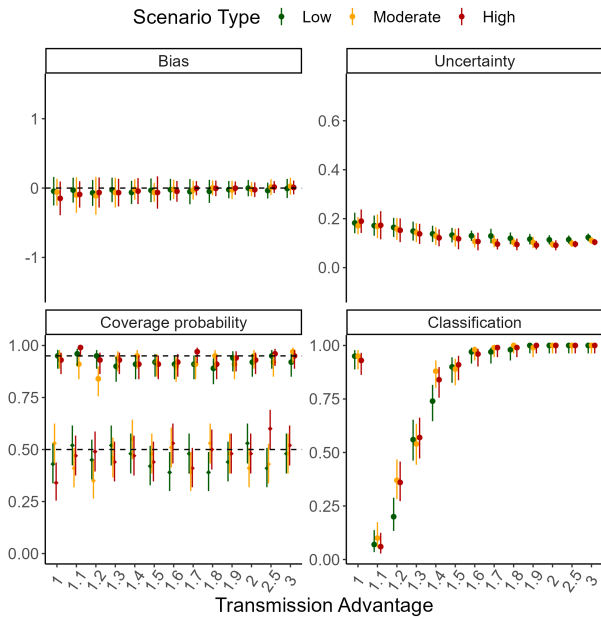 Scenario Type Low Moderate High
Bias Uncertainty
1
0
-1
0.6
0.4
0.2
0.0
Coverage probability Classification
1.00
0.75
0.50
0.25
0.00
1.00
0.75
0.50
0.25
0.00
1 1.1 1.2 1.3 1.4 1.5 1.6 1.7 1.8 1.9 2 2.5 3
1 1.1 1.2 1.3 1.4 1.5 1.6 1.7 1.8 1.9 2 2.5 3
Transmission Advantage